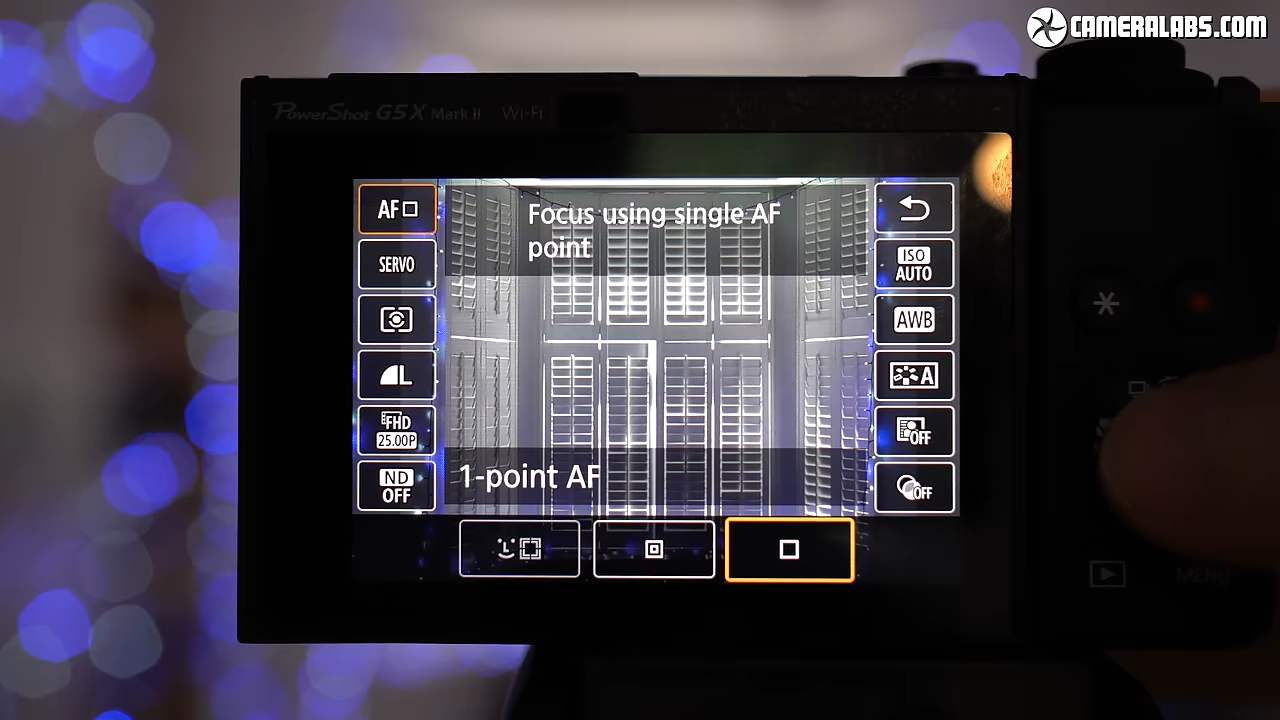 CAMERALABS.COM
PowerShot G5X Mark II Wi-Fi
AF
Focus using single AF
point
SERVO
ISO
AUTO
AWB
A
L
FHD
25.00P
OFF
ND
OFF
OFF
1-point AF
MENU